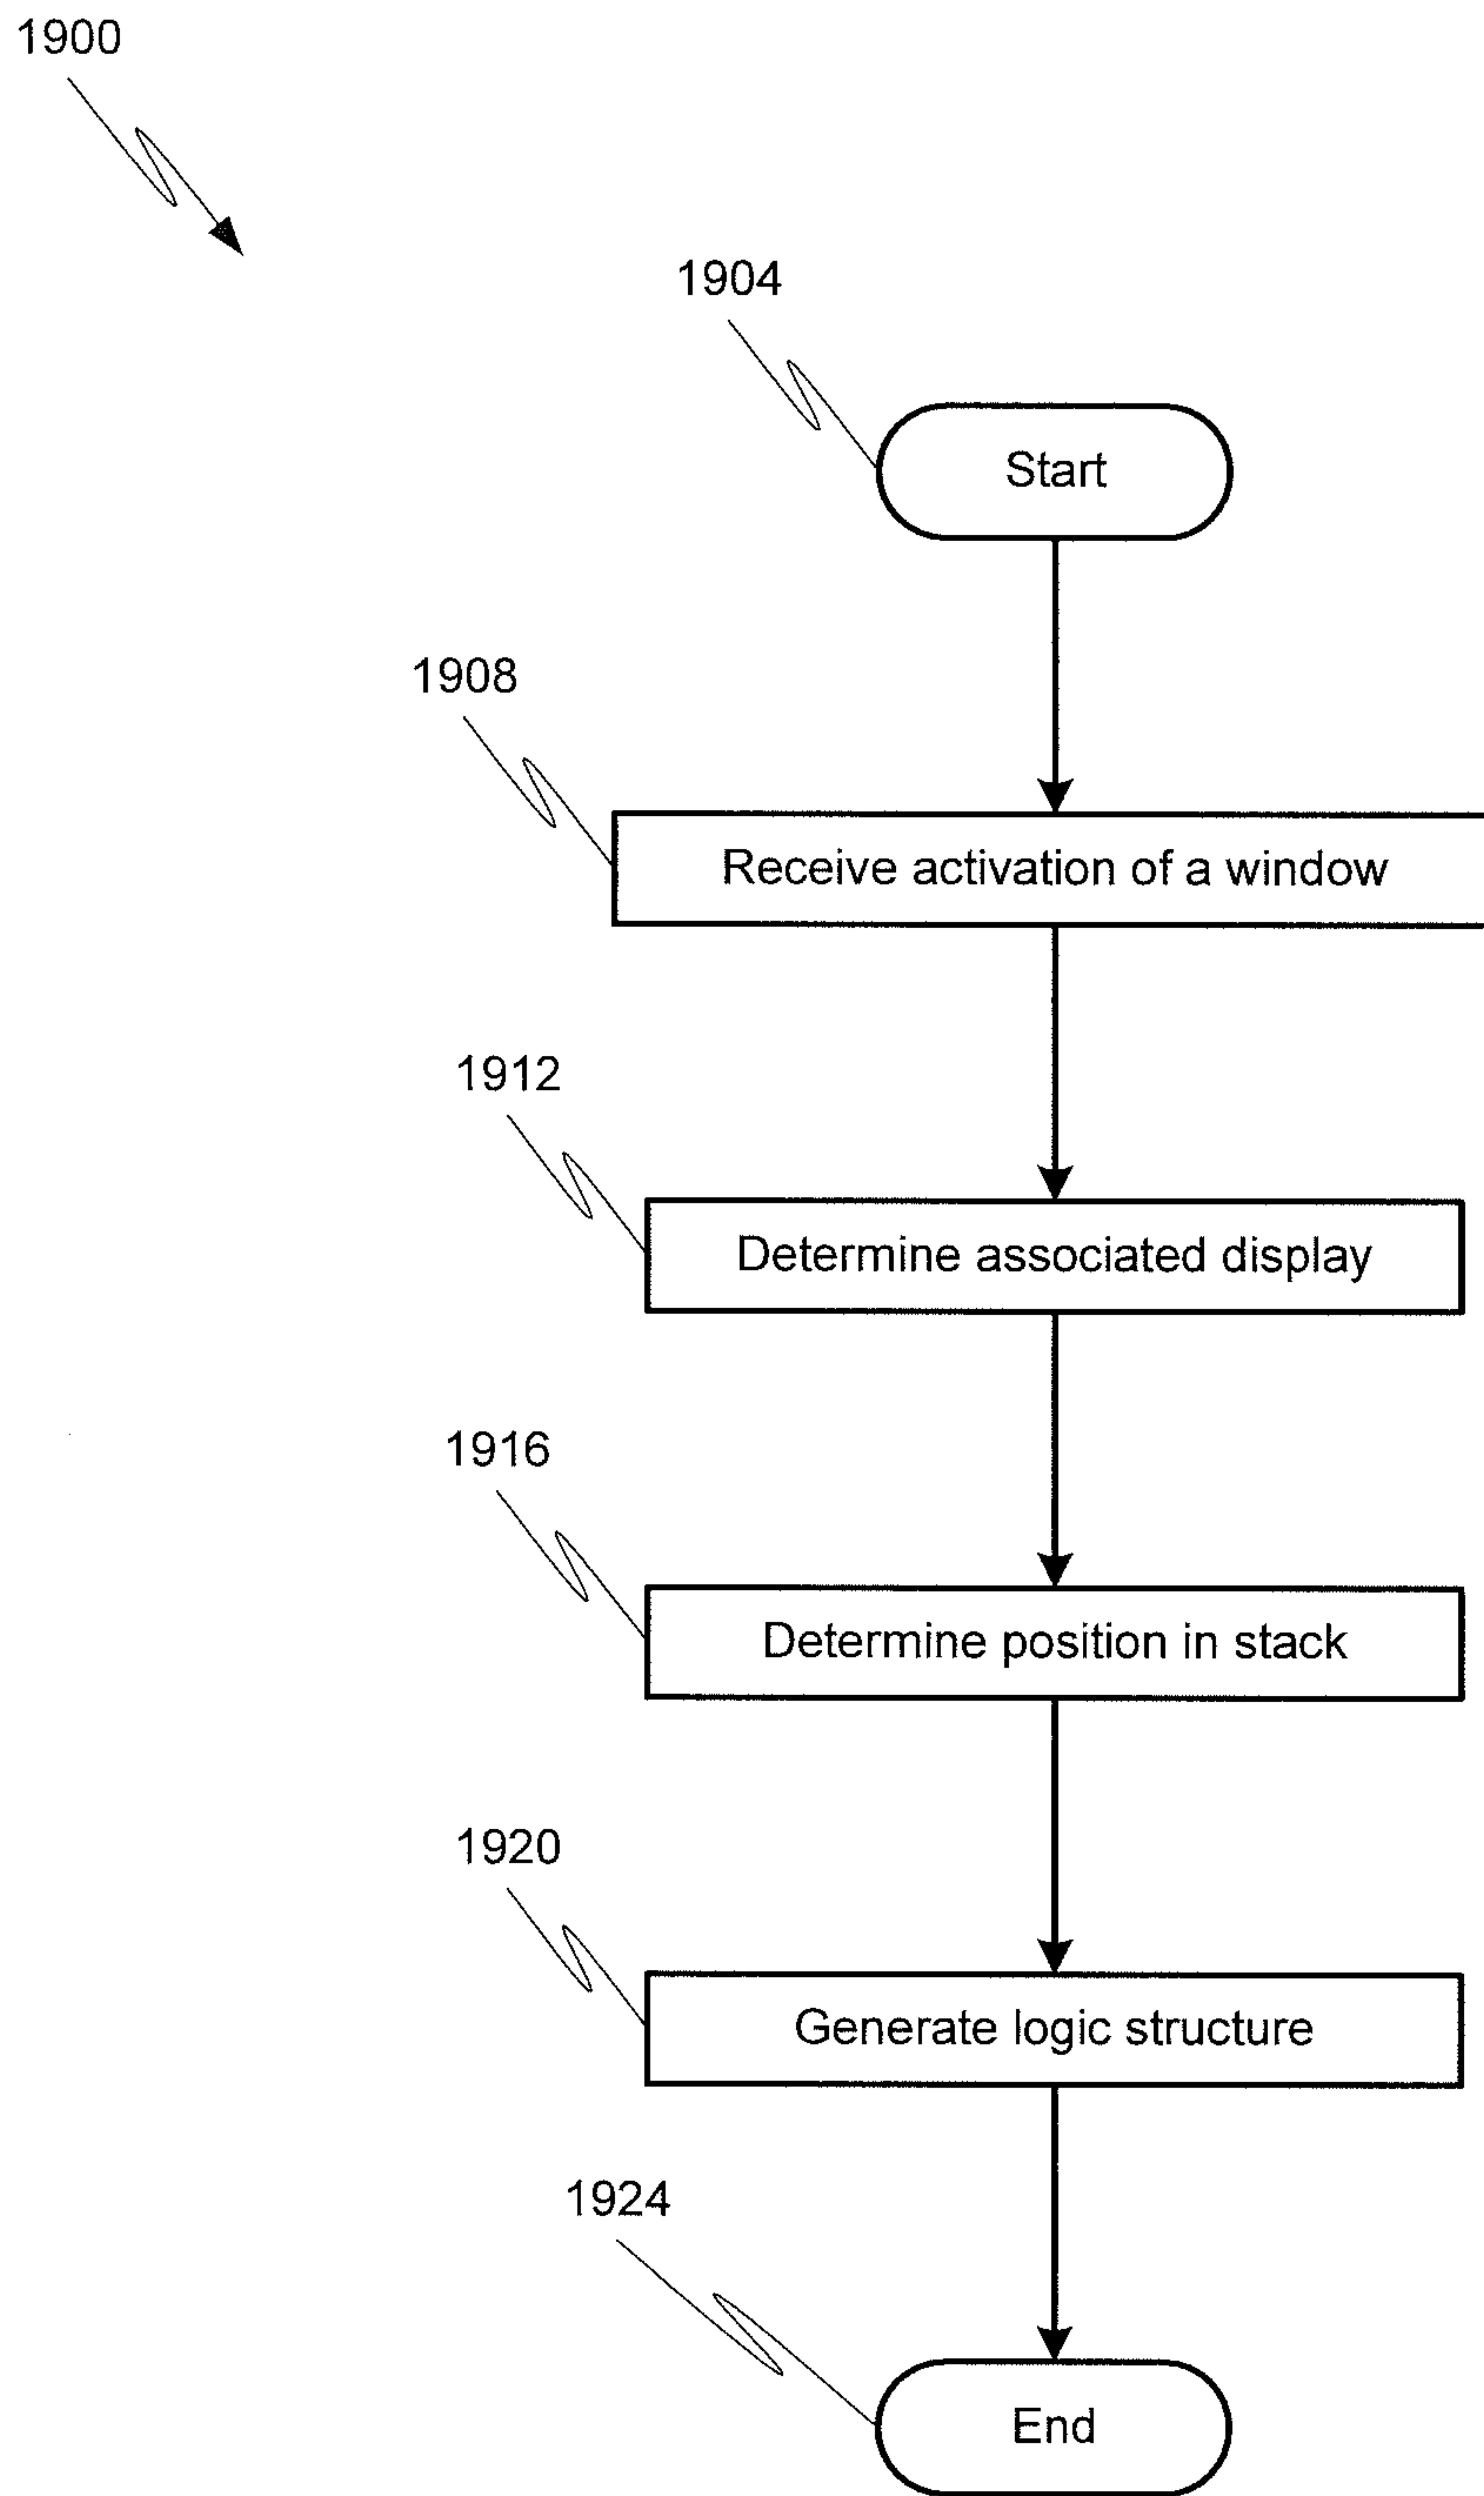 1900
1904
Start
1908
Receive activation of a window
1912
Determine associated display
1916
Determine position in stack
1920
Generate logic structure
1924
End